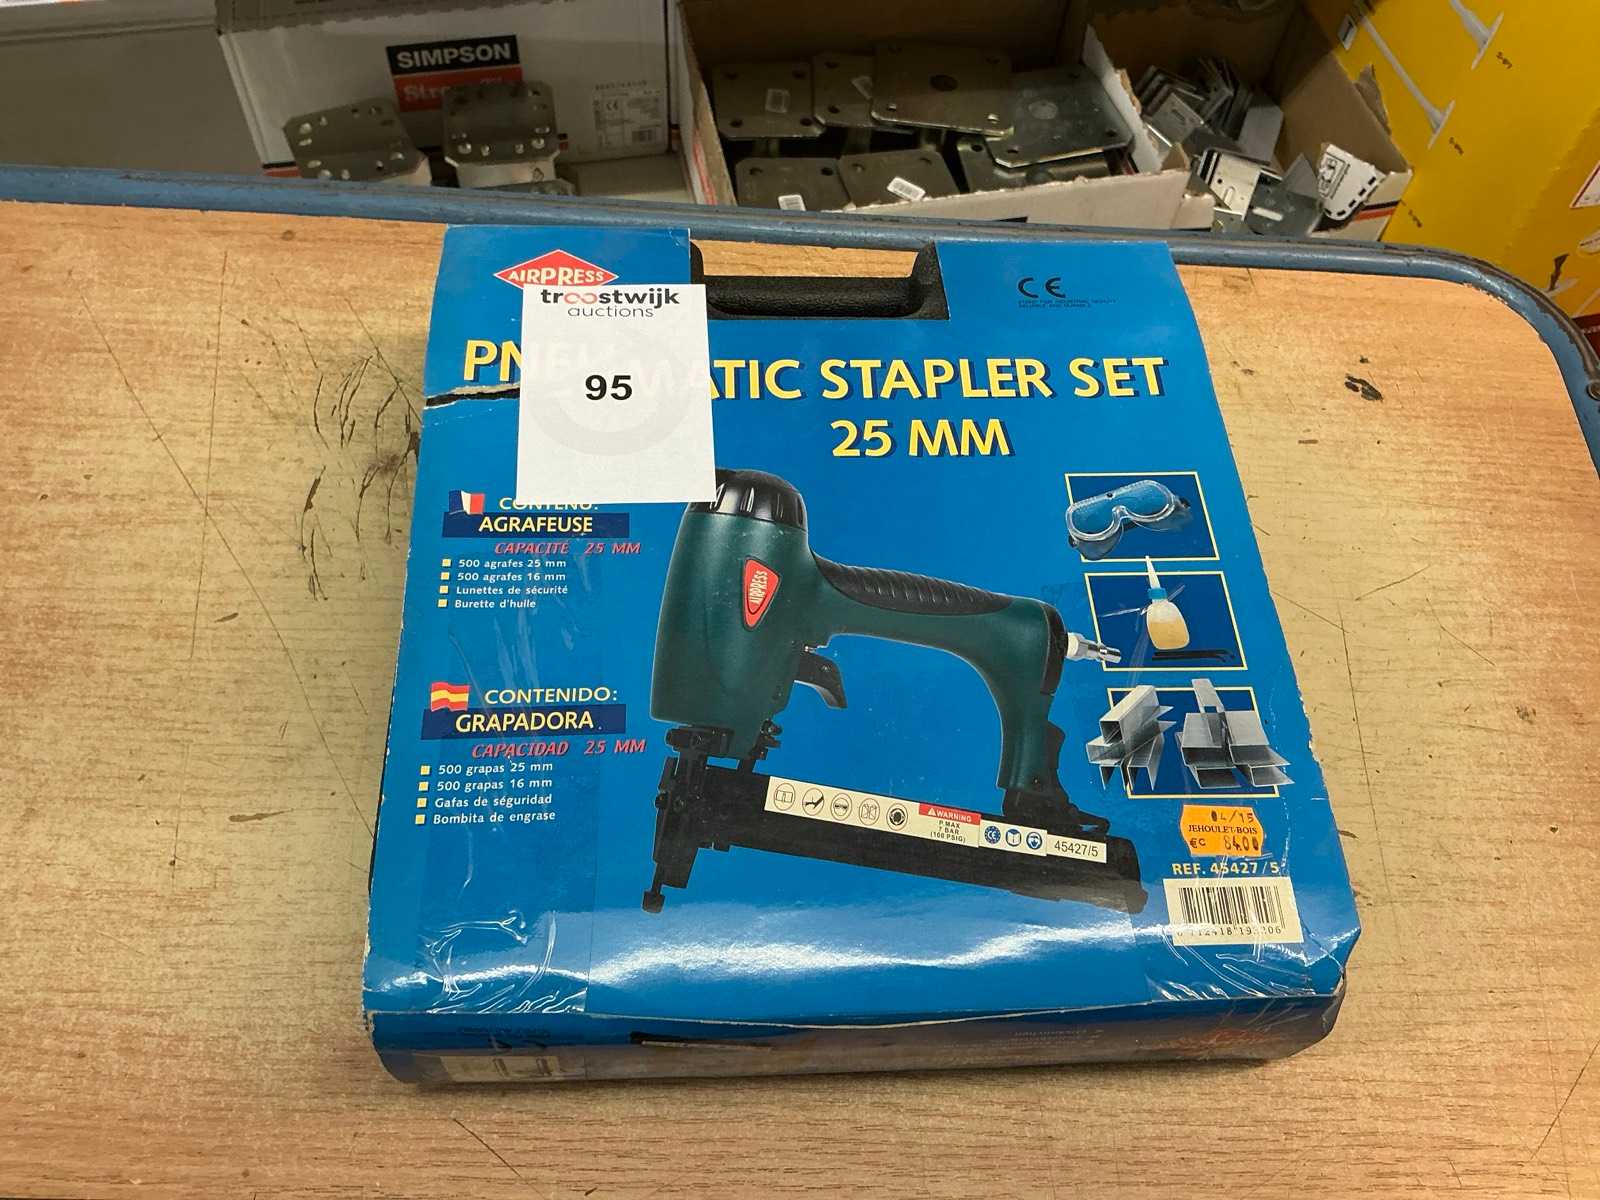 SIMPSON
AIRPRESS
troostwijk
auctions
95
CE
PNEUMATIC STAPLER SET
25 MM
CONTENU:
AGRAFEUSE
CAPACITÉ 25 MM
500 agrafes 25 mm
500 agrafes 16 mm
Lunettes de sécurité
Burette d'huile
CONTENIDO:
GRAPADORA
CAPACIDAD 25 MM
500 grapas 25 mm
500 grapas 16 mm
Gafas de séguridad
Bombita de engrase
AIRPRESS
WARNING
P MAX
7 BAR
(100 PSIG)
45427/5
04/15
JEHOULET-BOIS
€C 84.00
REF. 45427/5